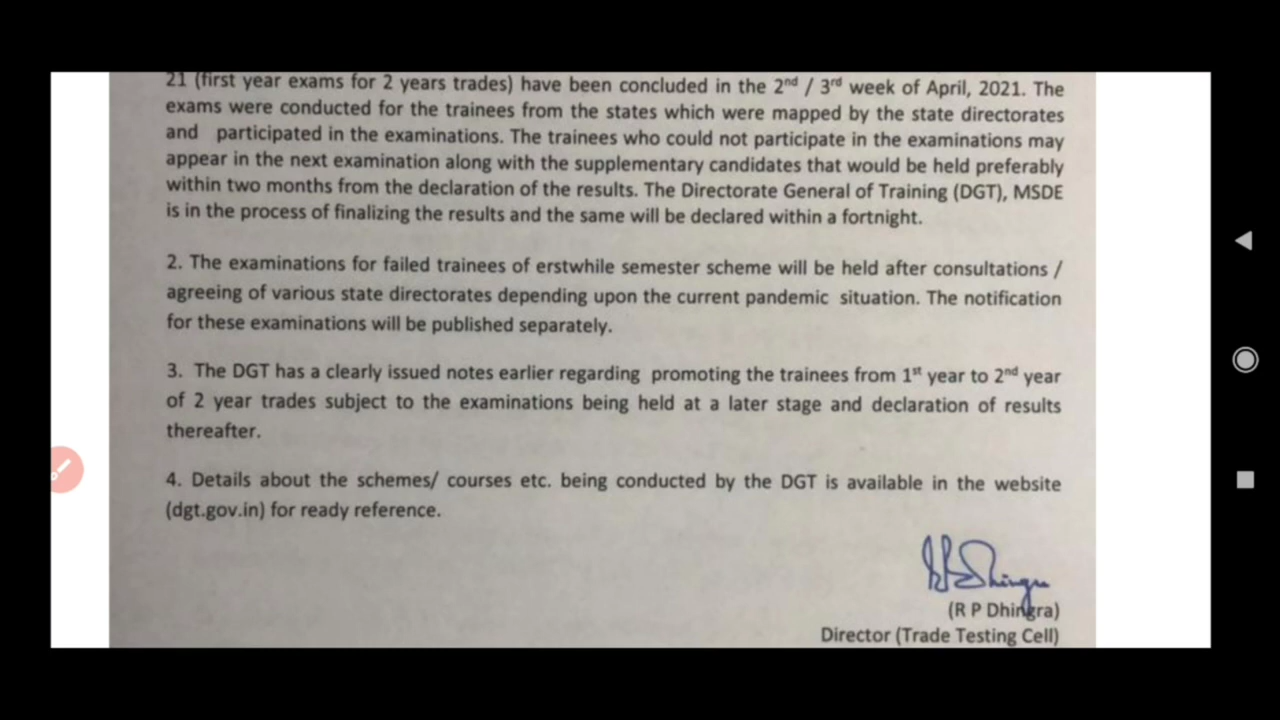 21 (first year exams for 2 years trades) have been concluded in the 2nd / 3rd week of April, 2021. The
exams were conducted for the trainees from the states which were mapped by the state directorates
and participated in the examinations. The trainees who could not participate in the examinations may
appear in the next examination along with the supplementary candidates that would be held preferably
within two months from the declaration of the results. The Directorate General of Training (DGT), MSDE
is in the process of finalizing the results and the same will be declared within a fortnight.
2. The examinations for failed trainees of erstwhile semester scheme will be held after consultations /
agreeing of various state directorates depending upon the current pandemic situation. The notification
for these examinations will be published separately.
3. The DGT has a clearly issued notes earlier regarding promoting the trainees from 1st year to 2nd year
of 2 year trades subject to the examinations being held at a later stage and declaration of results
thereafter.
4. Details about the schemes/ courses etc. being conducted by the DGT is available in the website
(dgt.gov.in) for ready reference.
(R P Dhingra)
Director (Trade Testing Cell)